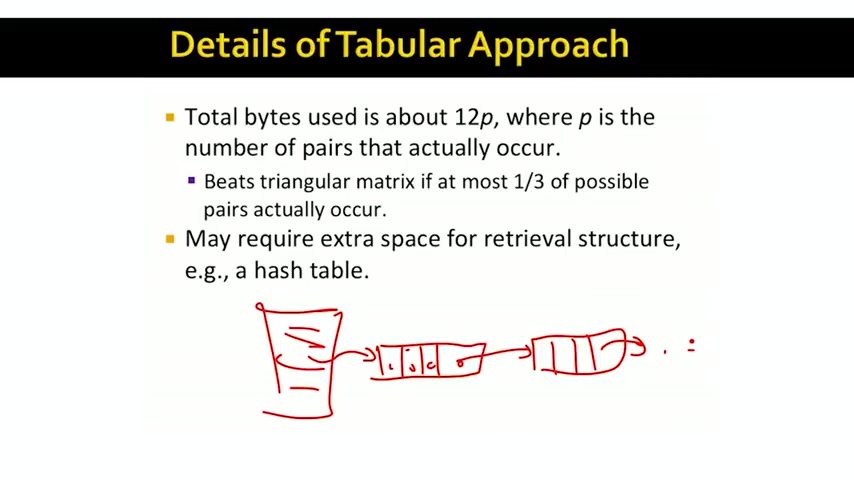 Details of Tabular Approach
Total bytes used is about 12p, where p is the
number of pairs that actually occur.
Beats triangular matrix if at most 1/3 of possible
pairs actually occur.
May require extra space for retrieval structure,
e.g., a hash table.
i j c